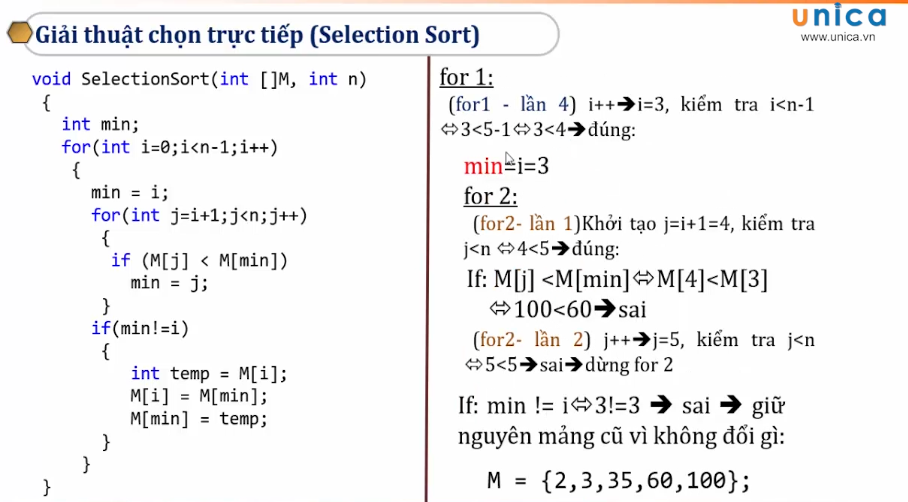 Giải thuật chọn trực tiếp (Selection Sort)
unica
www.unica.vn
void SelectionSort(int []M, int n)
{
int min;
for(int i=0;i<n-1;i++)
{
min = i;
for(int j=i+1;j<n;j++)
{
if (M[j] < M[min])
min = j;
}
if(min!=i)
{
int temp = M[i];
M[i] = M[min];
M[min] = temp;
}
}
}
for 1:
(for1 - lần 4) i++➔i=3, kiểm tra i<n-1
⇔3<5-1⇔3<4➔đúng:
min=i=3
for 2:
(for2- lần 1)Khởi tạo j=i+1=4, kiểm tra
j<n ⇔4<5➔đúng:
If: M[j] <M[min]⇔M[4]<M[3]
⇔100<60➔sai
(for2- lần 2) j++➔j=5, kiểm tra j<n
⇔5<5➔sai➔dừng for 2
If: min != i⇔3!=3 ➔ sai ➔ giữ
nguyên mảng cũ vì không đổi gì:
M = {2,3,35,60,100};